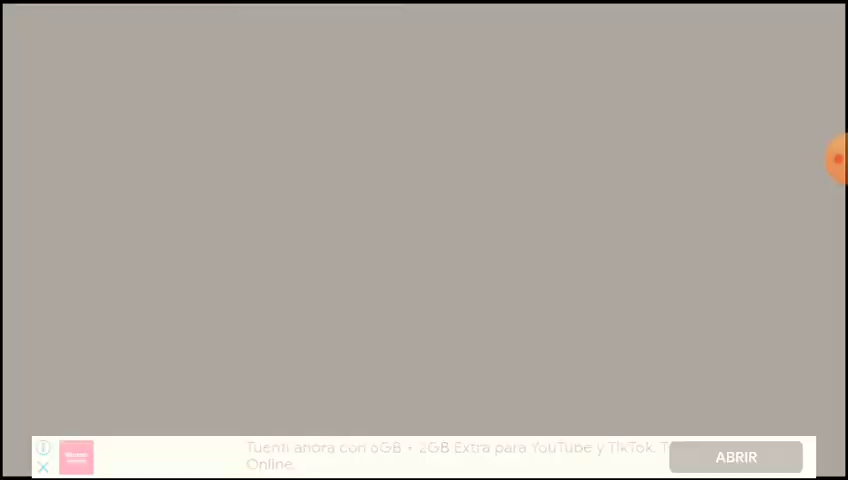 Tuenti ahora con 6GB + 2GB Extra para YouTube y TikTok.
Online.
ABRIR